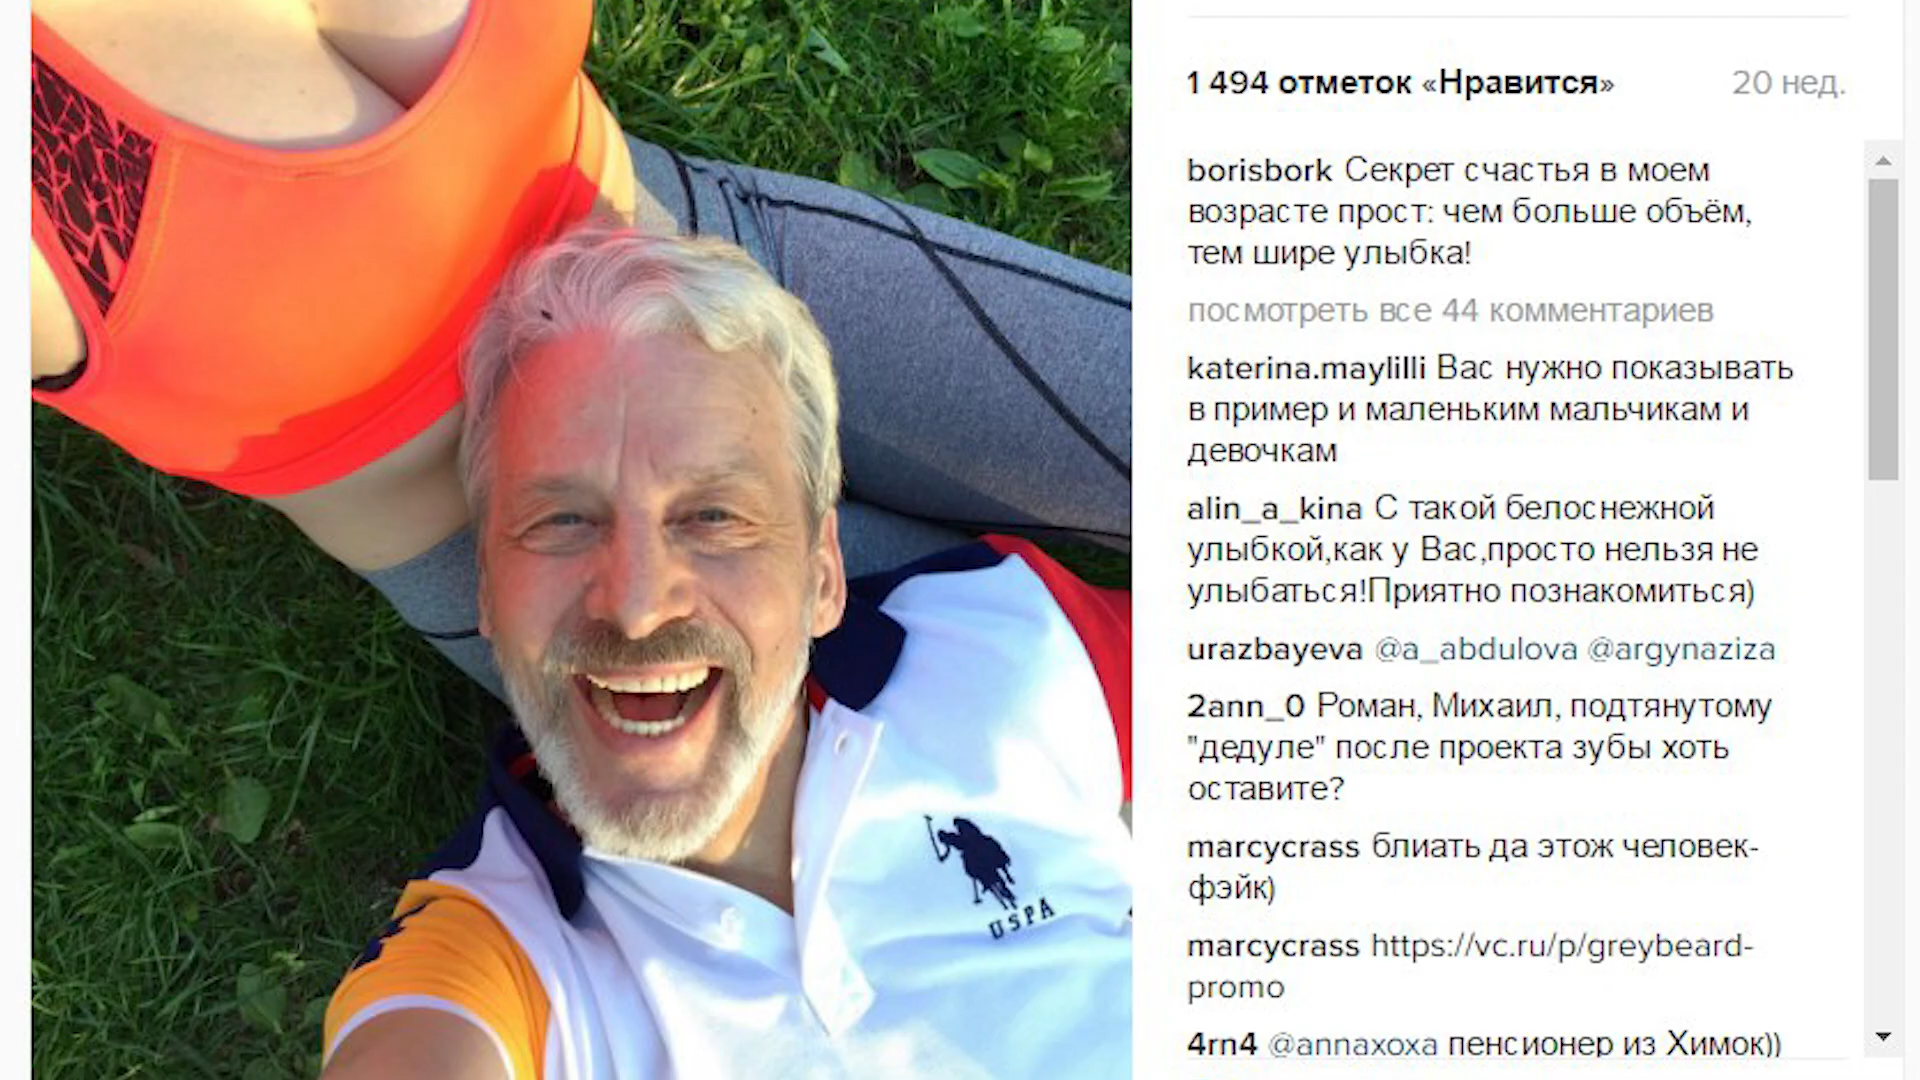 1 494 отметок «Нравится» 20 нед.
borisbork Секрет счастья в моем
возрасте прост: чем больше объём,
тем шире улыбка!
посмотреть все 44 комментариев
katerina.maylilli Вас нужно показывать
в пример и маленьким мальчикам и
девочкам
alin_a_kina С такой белоснежной
улыбкой,как у Вас,просто нельзя не
улыбаться!Приятно познакомиться)
urazbayeva @a_abdulova @argynaziza
2ann_0 Роман, Михаил, подтянутому
"дедуле" после проекта зубы хоть
оставите?
marcycrass блиать да этож человек-
фэйк)
marcycrass https://vc.ru/p/greybeard-
promo
4rn4 @annaxoxa пенсионер из Химок))
USPA